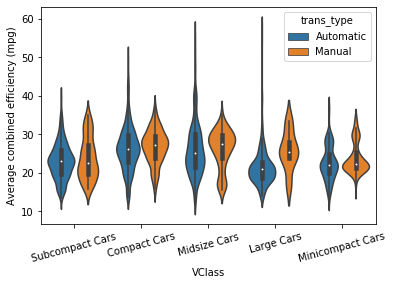 trans_type
Automatic
Manual
Average combined efficiency (mpg)
60
50
40
30
20
10
Subcompact Cars
Compact Cars
Midsize Cars
Large Cars
Minicompact Cars
VClass